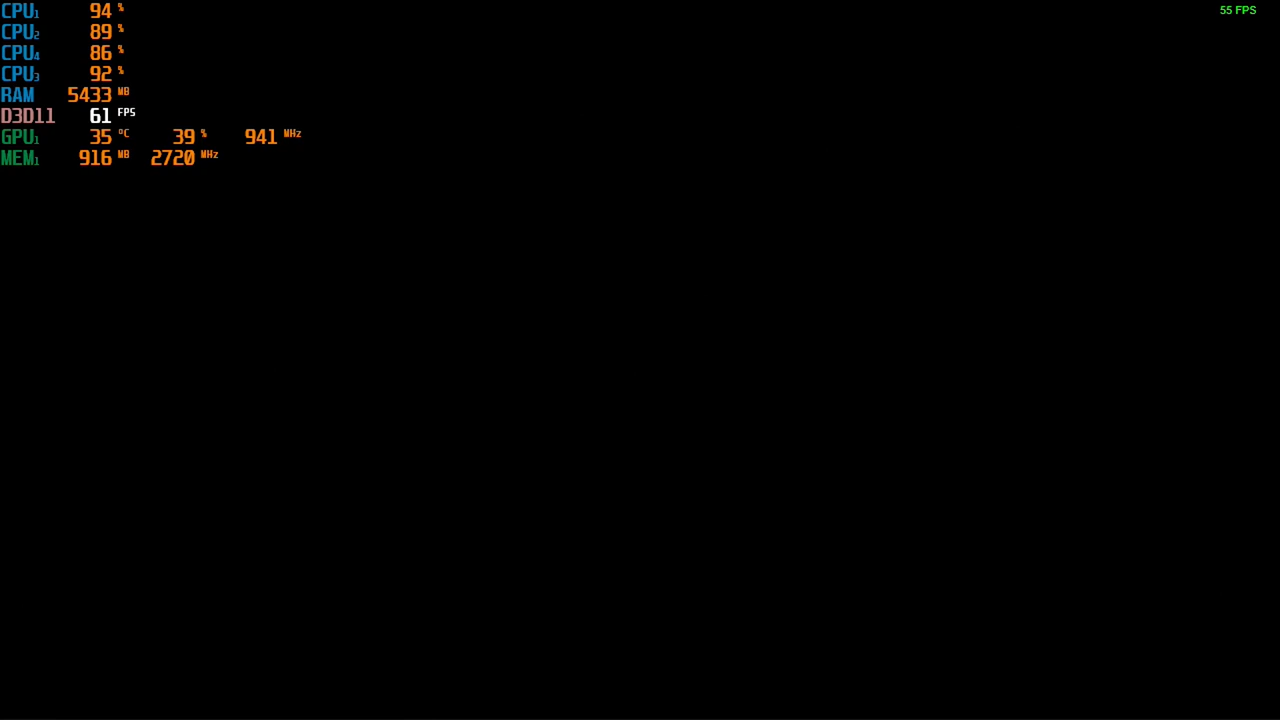 CPU1 94 %
55 FPS
CPU2 89 %
CPU4 86 %
CPU3 92 %
RAM 5433 MB
D3D11 61 FPS
GPU1 35 °C 39 % 941 MHz
MEM1 916 MB 2720 MHz